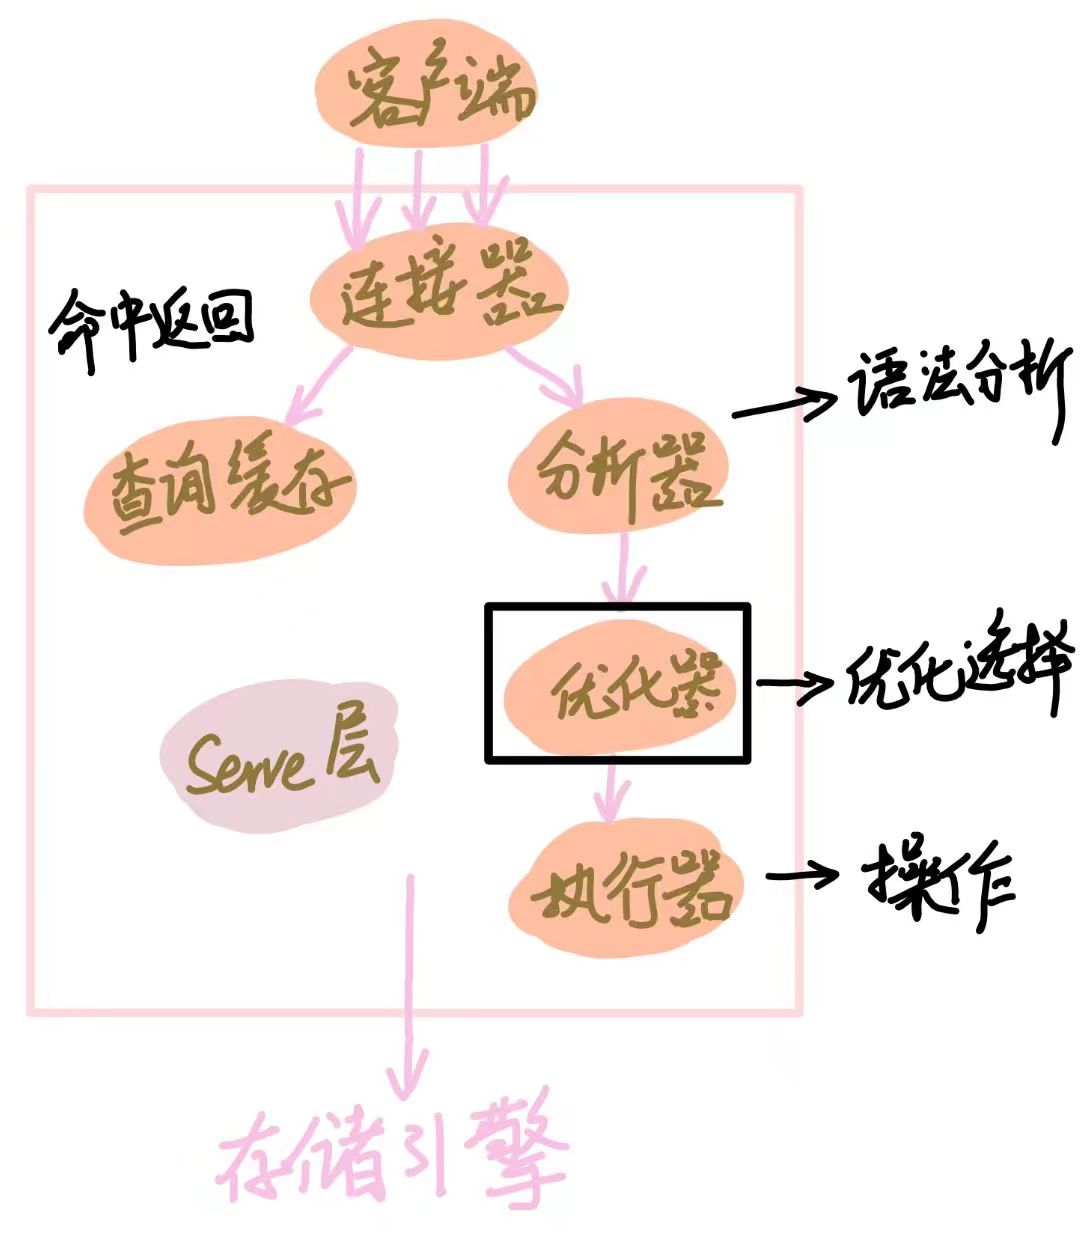 客户端
连接器
命中返回
语法分析
查询缓存
分析器
优化器
优化选择
Serve层
执行器
操作
存储引擎